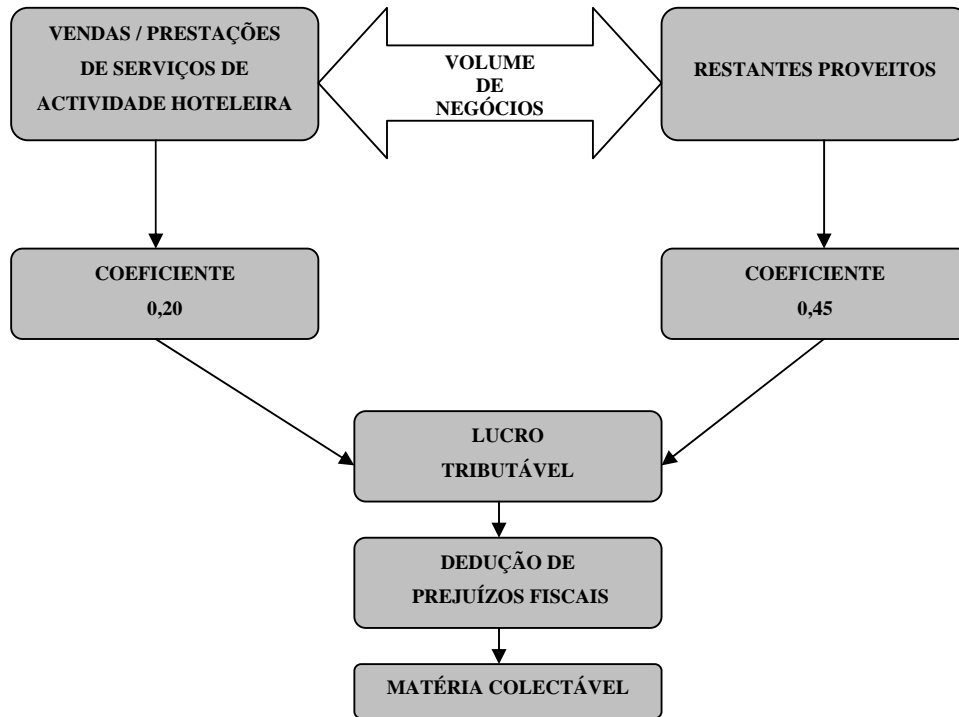 VENDAS / PRESTAÇÕES
DE SERVIÇOS DE
ACTIVIDADE HOTELEIRA
VOLUME
DE
NEGÓCIOS
RESTANTES PROVEITOS
COEFICIENTE
0,20
COEFICIENTE
0,45
LUCRO
TRIBUTÁVEL
DEDUÇÃO DE
PREJUÍZOS FISCAIS
MATÉRIA COLECTÁVEL